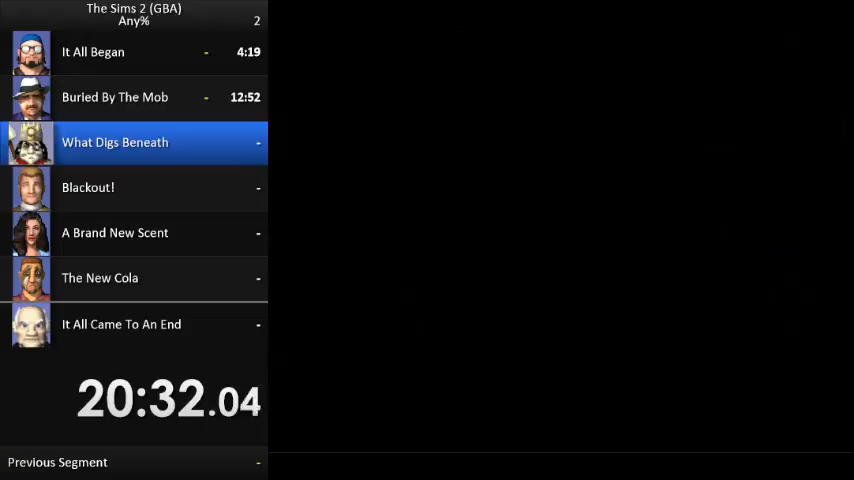 The Sims 2 (GBA)
Any% 2
It All Began - 4:19
Buried By The Mob - 12:52
What Digs Beneath -
Blackout! -
A Brand New Scent -
The New Cola -
It All Came To An End -
20:32.04
Previous Segment -